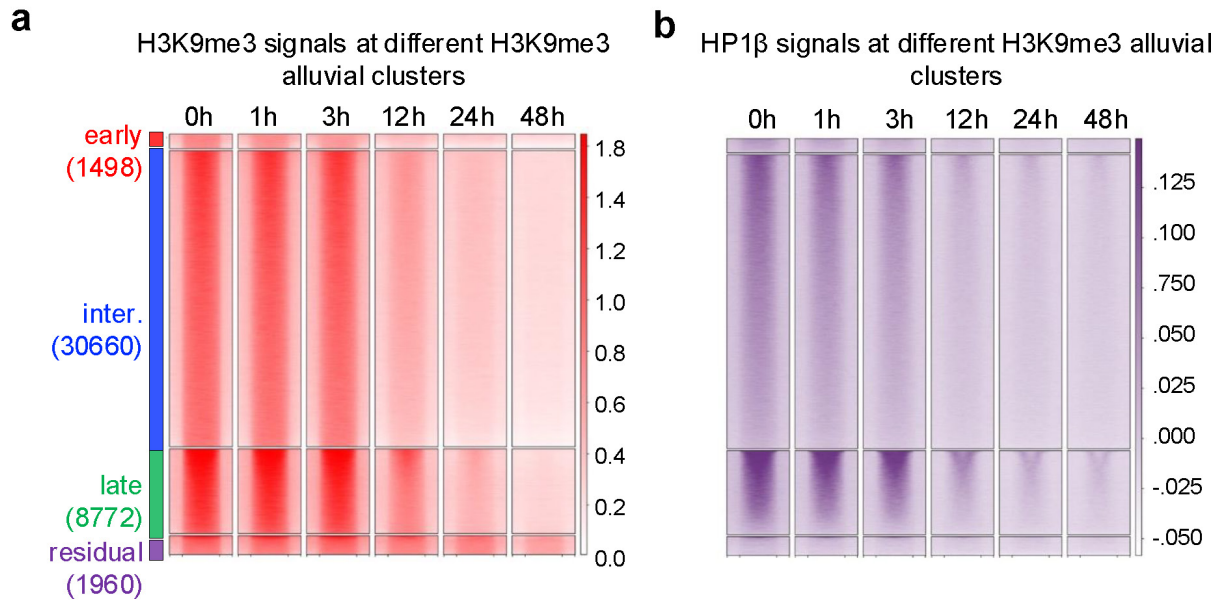 a
H3K9me3 signals at different H3K9me3
alluvial clusters
0h 1h 3h 12h 24h 48h
early
(1498)
inter.
(30660)
late
(8772)
residual
(1960)
1.8
1.4
1.2
1.0
0.8
0.6
0.4
0.2
0.0
b
HP1β signals at different H3K9me3 alluvial
clusters
0h 1h 3h 12h 24h 48h
.125
.100
.750
.050
.025
.000
-.025
-.050